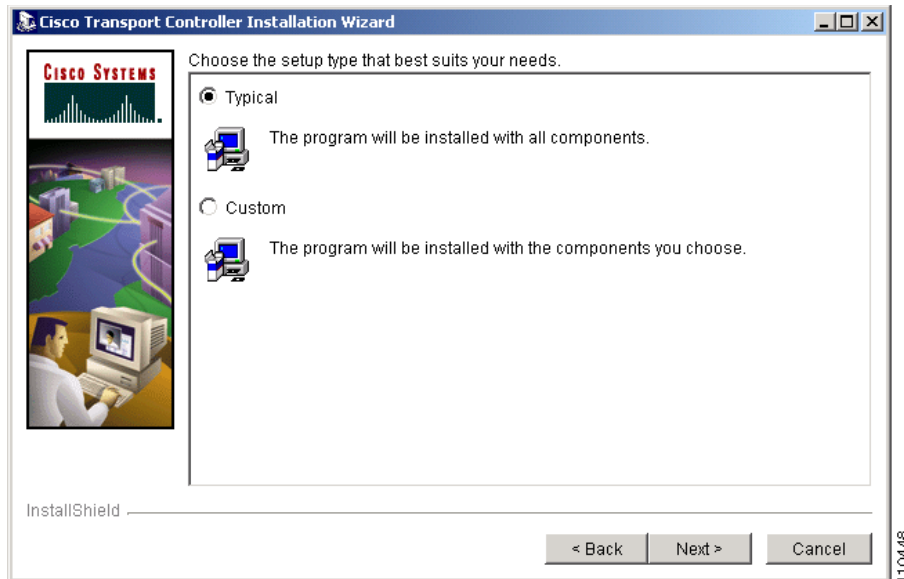 Cisco Transport Controller Installation Wizard
CISCO SYSTEMS
Choose the setup type that best suits your needs.
Typical
The program will be installed with all components.
Custom
The program will be installed with the components you choose.
InstallShield
< Back
Next >
Cancel